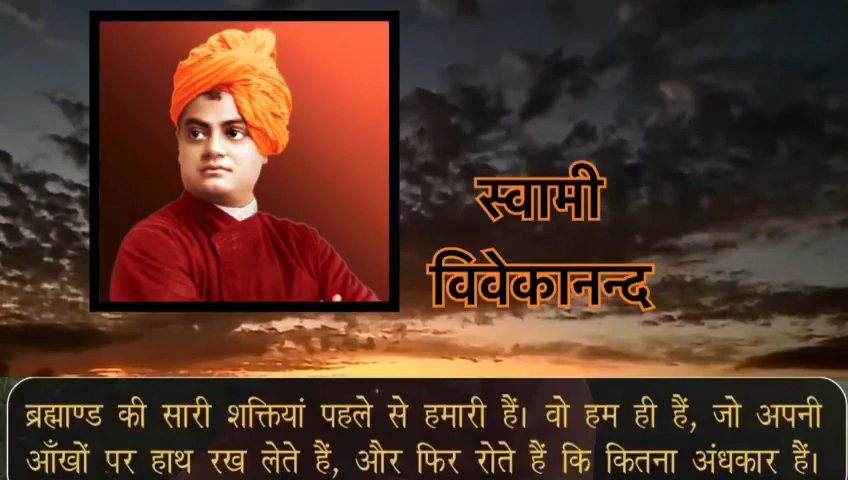 स्वामी
विवेकानन्द
ब्रह्माण्ड की सारी शक्तियां पहले से हमारी हैं। वो हम ही हैं, जो अपनी
आँखों पर हाथ रख लेते हैं, और फिर रोते हैं कि कितना अंधकार हैं।